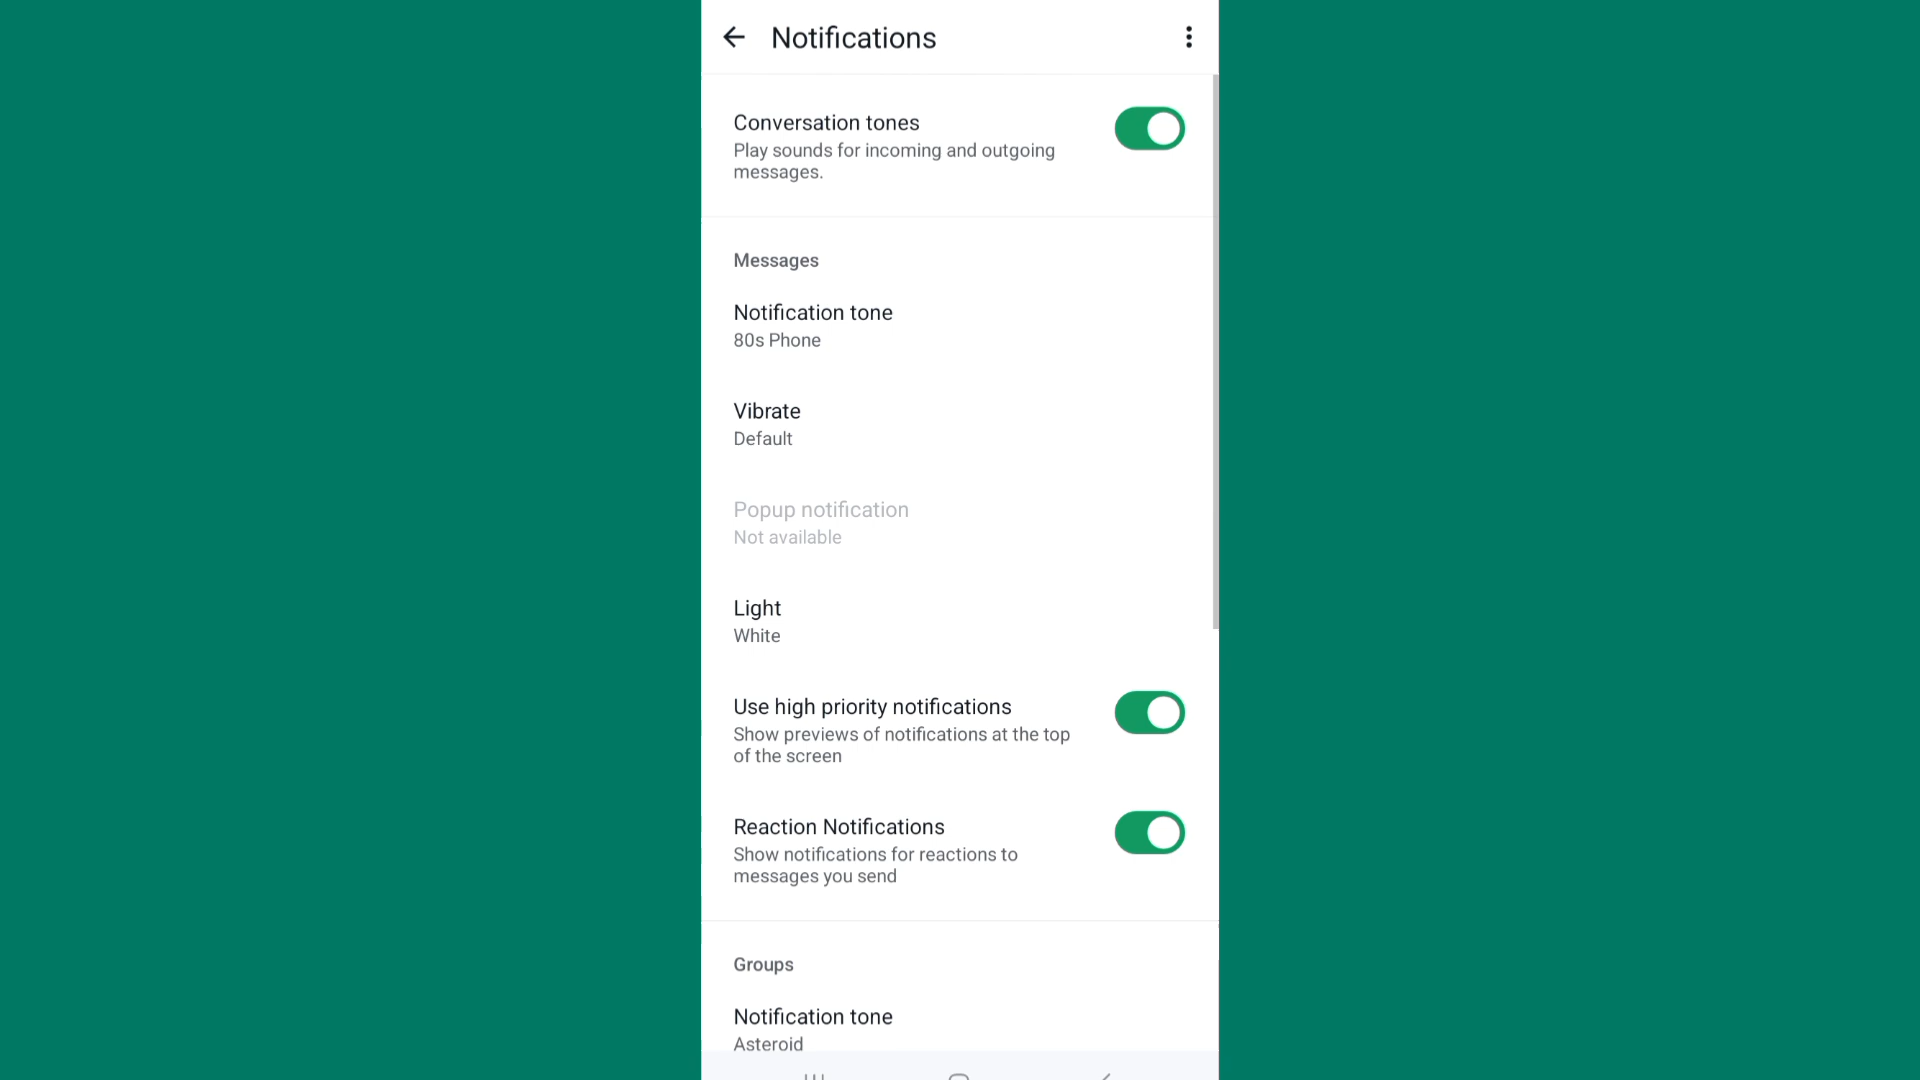 Notifications
Conversation tones
Play sounds for incoming and outgoing
messages.
Messages
Notification tone
80s Phone
Vibrate
Default
Popup notification
Not available
Light
White
Use high priority notifications
Show previews of notifications at the top
of the screen
Reaction Notifications
Show notifications for reactions to
messages you send
Groups
Notification tone
Asteroid